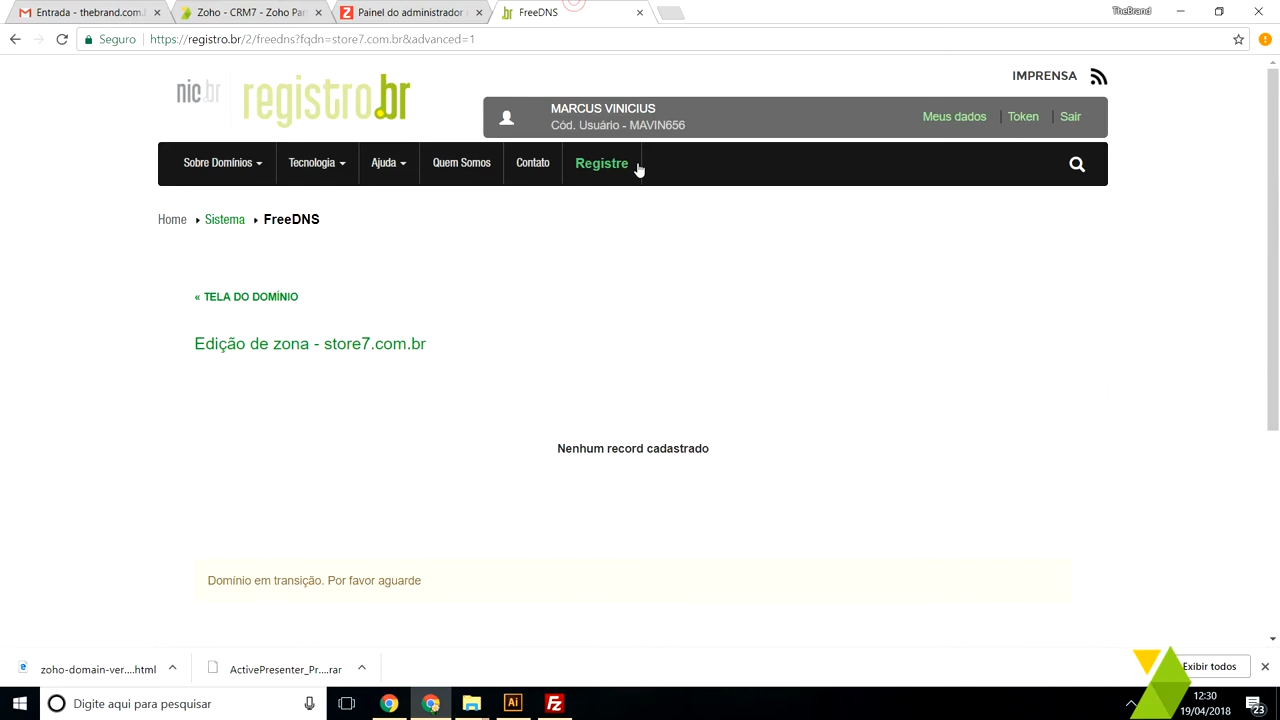 Entrada - thebrand.com.b
Zoho - CRM7 - Zoho Par
Painel do administrador
FreeDNS
TheBrand
Seguro
https://registro.br/2/freedns?fqdn=store7.com.br&advanced=1
nic.br
registro.br
IMPRENSA
MARCUS VINICIUS
Cód. Usuário - MAVIN656
Meus dados
Token
Sair
Sobre Domínios
Tecnologia
Ajuda
Quem Somos
Contato
Registre
Home
Sistema
FreeDNS
« TELA DO DOMÍNIO
Edição de zona - store7.com.br
Nenhum record cadastrado
Domínio em transição. Por favor aguarde
zoho-domain-ver....html
ActivePresenter_Pr....rar
Exibir todos
Digite aqui para pesquisar
Ai
Fz
12:30
19/04/2018
23